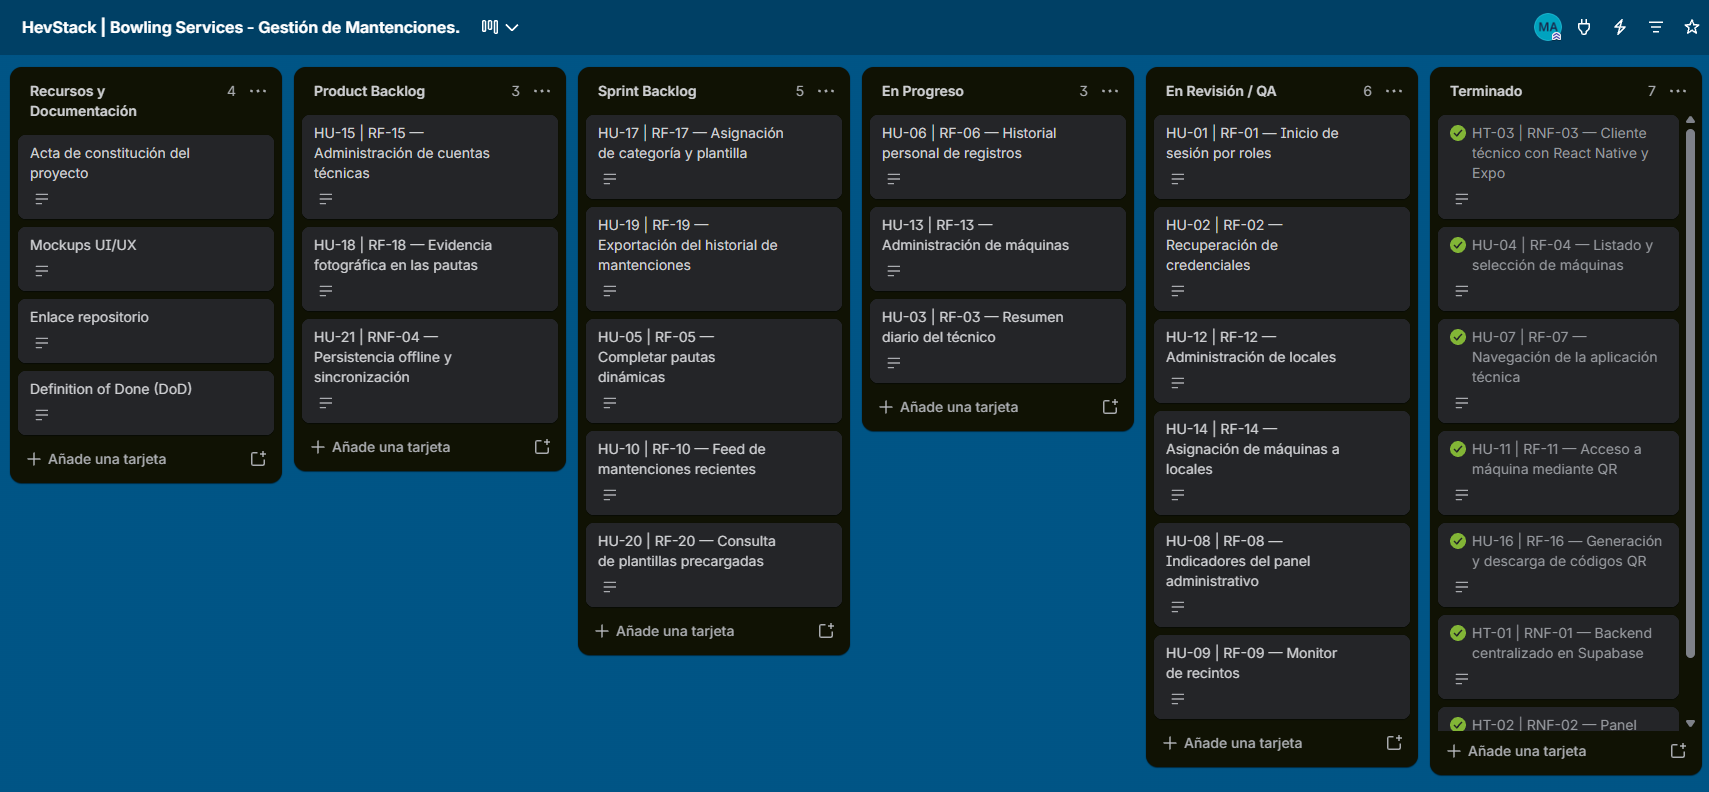 HevStack | Bowling Services - Gestión de Mantenciones.
MA
Recursos y
Documentación
4
Acta de constitución del
proyecto
Mockups UI/UX
Enlace repositorio
Definition of Done (DoD)
Añade una tarjeta
Product Backlog
3
HU-15 | RF-15 —
Administración de cuentas
técnicas
HU-18 | RF-18 — Evidencia
fotográfica en las pautas
HU-21 | RNF-04 —
Persistencia offline y
sincronización
Añade una tarjeta
Sprint Backlog
5
HU-17 | RF-17 — Asignación
de categoría y plantilla
HU-19 | RF-19 —
Exportación del historial de
mantenciones
HU-05 | RF-05 —
Completar pautas
dinámicas
HU-10 | RF-10 — Feed de
mantenciones recientes
HU-20 | RF-20 — Consulta
de plantillas precargadas
Añade una tarjeta
En Progreso
3
HU-06 | RF-06 — Historial
personal de registros
HU-13 | RF-13 —
Administración de máquinas
HU-03 | RF-03 — Resumen
diario del técnico
Añade una tarjeta
En Revisión / QA
6
HU-01 | RF-01 — Inicio de
sesión por roles
HU-02 | RF-02 —
Recuperación de
credenciales
HU-12 | RF-12 —
Administración de locales
HU-14 | RF-14 —
Asignación de máquinas a
locales
HU-08 | RF-08 —
Indicadores del panel
administrativo
HU-09 | RF-09 — Monitor
de recintos
Añade una tarjeta
Terminado
7
HT-03 | RNF-03 — Cliente
técnico con React Native y
Expo
HU-04 | RF-04 — Listado y
selección de máquinas
HU-07 | RF-07 —
Navegación de la aplicación
técnica
HU-11 | RF-11 — Acceso a
máquina mediante QR
HU-16 | RF-16 — Generación
y descarga de códigos QR
HT-01 | RNF-01 — Backend
centralizado en Supabase
HT-02 | RNF-02 — Panel
Añade una tarjeta